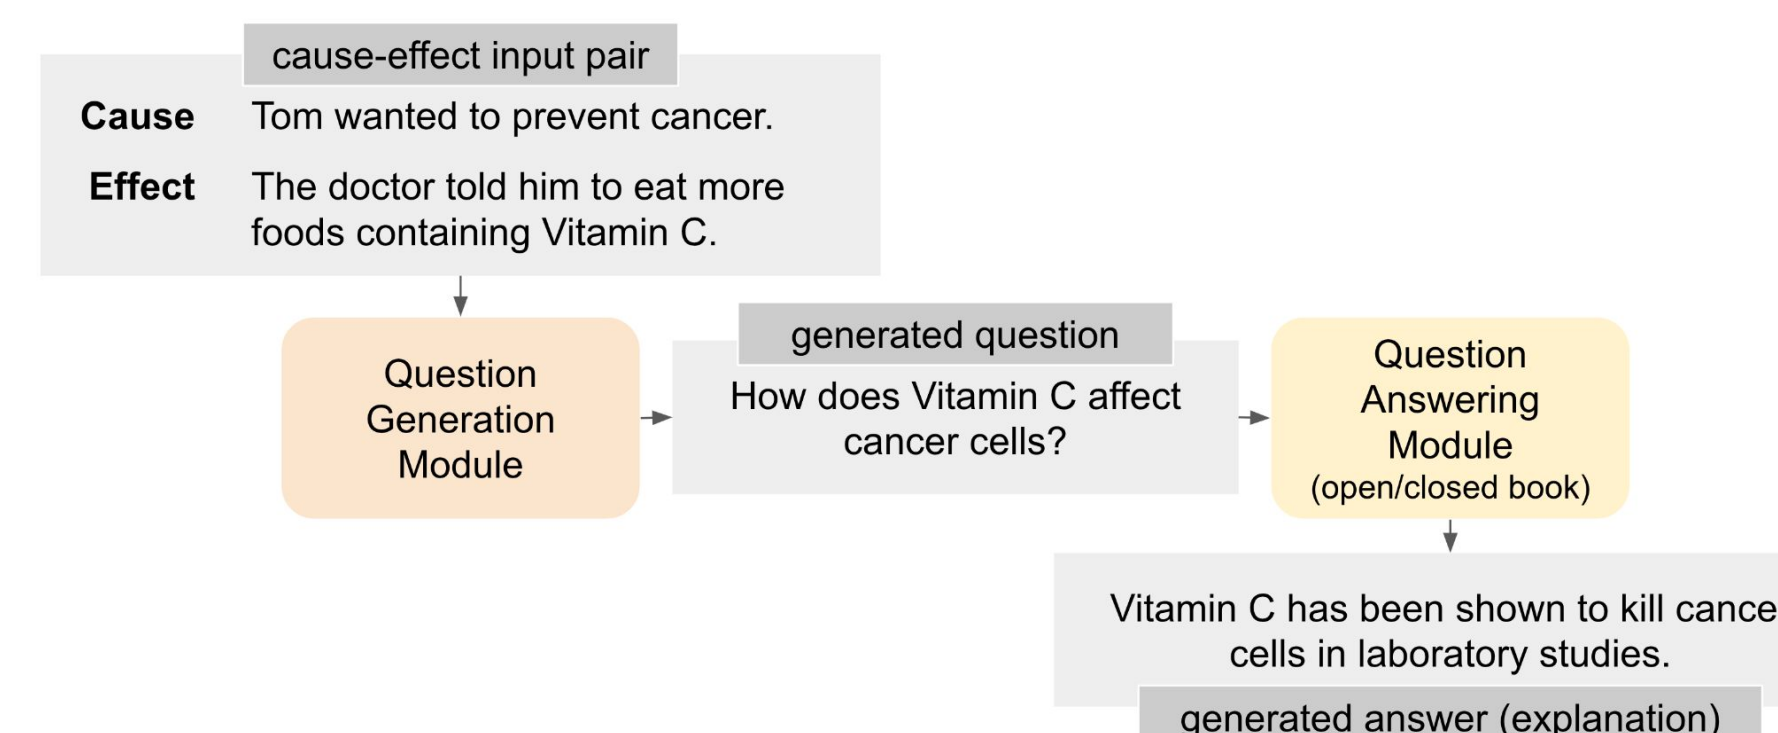 cause-effect input pair
Cause Tom wanted to prevent cancer.
Effect The doctor told him to eat more
foods containing Vitamin C.
Question
Generation
Module
generated question
How does Vitamin C affect
cancer cells?
Question
Answering
Module
(open/closed book)
Vitamin C has been shown to kill cance
cells in laboratory studies.
generated answer (explanation)